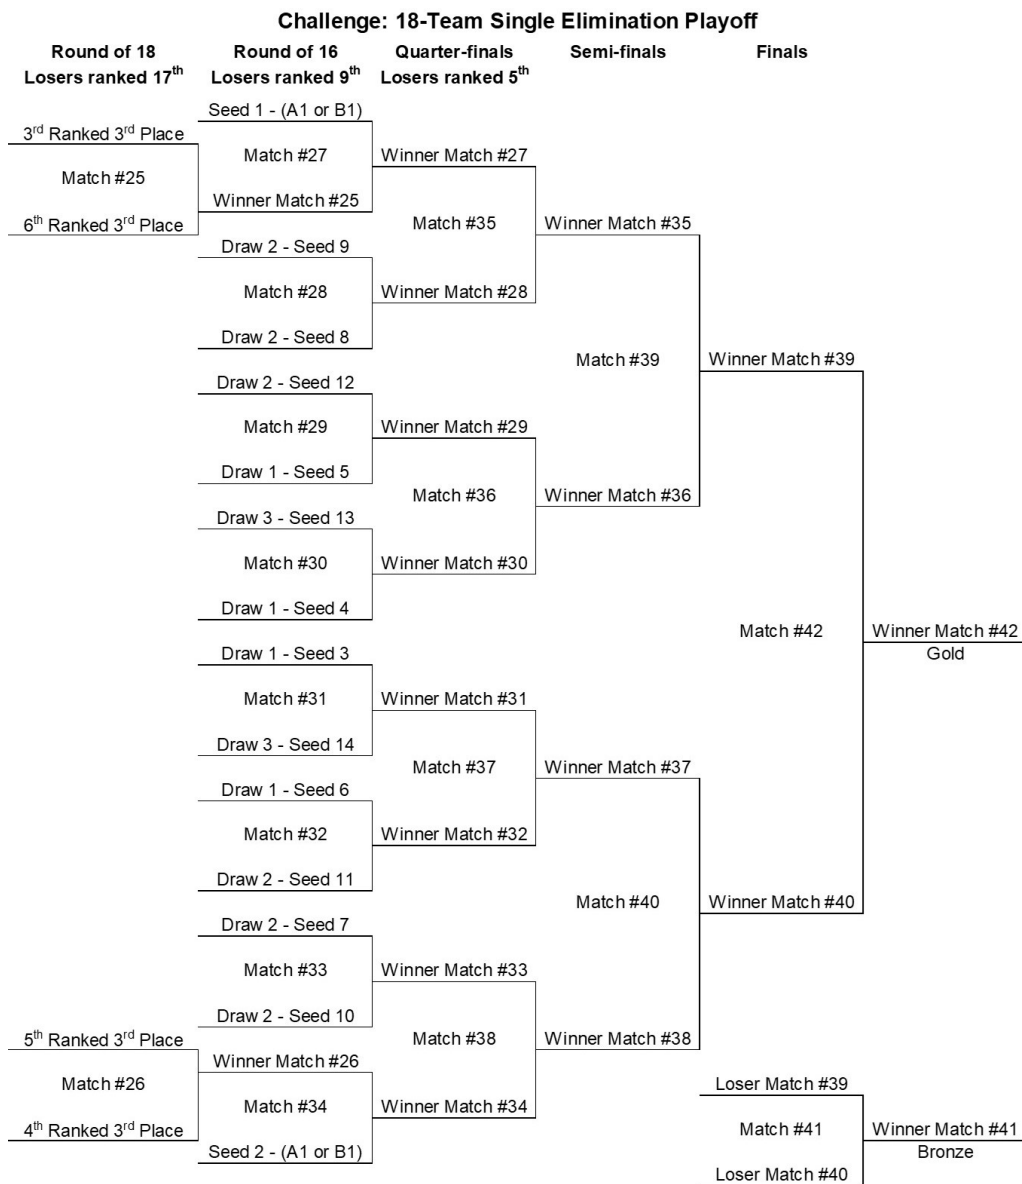 Challenge: 18-Team Single Elimination Playoff
Round of 18
Losers ranked 17th
Round of 16
Losers ranked 9th
Quarter-finals
Losers ranked 5th
Semi-finals
Finals
3rd Ranked 3rd Place
Match #25
6th Ranked 3rd Place
5th Ranked 3rd Place
Match #26
4th Ranked 3rd Place
Seed 1 - (A1 or B1)
Match #27
Winner Match #25
Draw 2 - Seed 9
Match #28
Draw 2 - Seed 8
Draw 2 - Seed 12
Match #29
Draw 1 - Seed 5
Draw 3 - Seed 13
Match #30
Draw 1 - Seed 4
Draw 1 - Seed 3
Match #31
Draw 3 - Seed 14
Draw 1 - Seed 6
Match #32
Draw 2 - Seed 11
Draw 2 - Seed 7
Match #33
Draw 2 - Seed 10
Winner Match #26
Match #34
Seed 2 - (A1 or B1)
Winner Match #27
Match #35
Winner Match #28
Winner Match #29
Match #36
Winner Match #30
Winner Match #31
Match #37
Winner Match #32
Winner Match #33
Match #38
Winner Match #34
Winner Match #35
Match #39
Winner Match #36
Winner Match #37
Match #40
Winner Match #38
Winner Match #39
Match #42
Winner Match #40
Winner Match #42
Gold
Loser Match #39
Match #41
Loser Match #40
Winner Match #41
Bronze